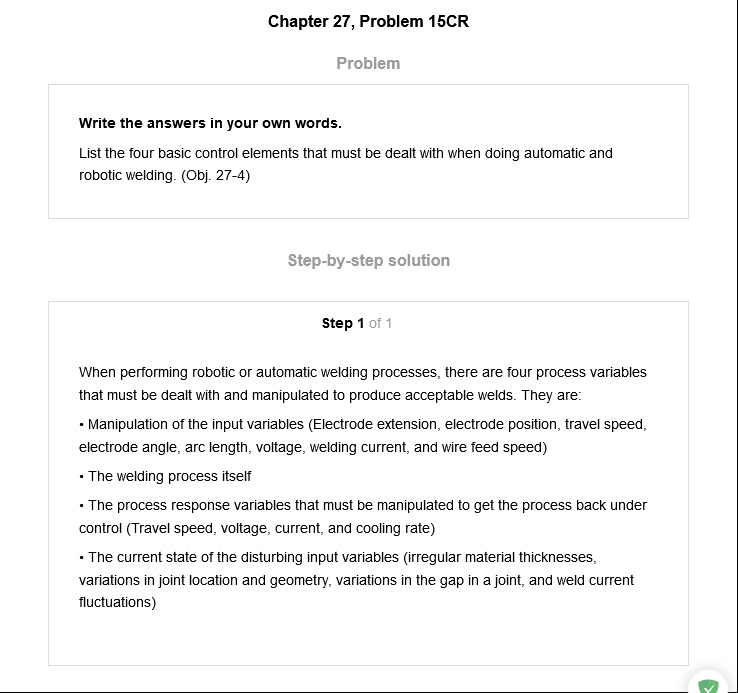 Chapter 27, Problem 15CR
Problem
Write the answers in your own words.
List the four basic control elements that must be dealt with when doing automatic and
robotic welding. (Obj. 27-4)
Step-by-step solution
Step 1 of 1
When performing robotic or automatic welding processes, there are four process variables
that must be dealt with and manipulated to produce acceptable welds. They are:
• Manipulation of the input variables (Electrode extension, electrode position, travel speed,
electrode angle, arc length, voltage, welding current, and wire feed speed)
• The welding process itself
• The process response variables that must be manipulated to get the process back under
control (Travel speed, voltage, current, and cooling rate)
• The current state of the disturbing input variables (irregular material thicknesses,
variations in joint location and geometry, variations in the gap in a joint, and weld current
fluctuations)